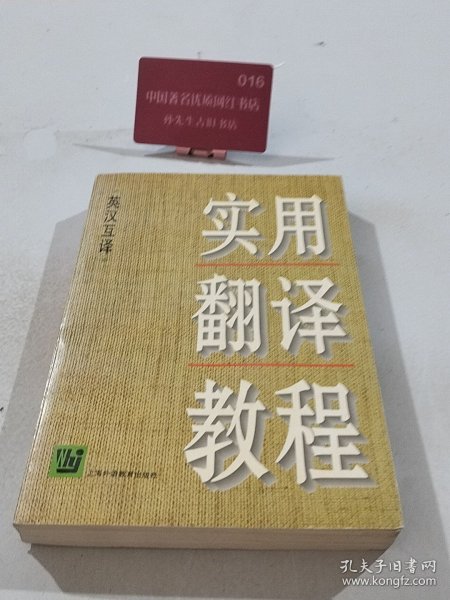 016
中国著名优质网红书店
孙先生古旧书店
英汉互译
实用
翻译
教程
Whj
上海外语教育出版社
孔夫子旧书网
www.kongfz.com